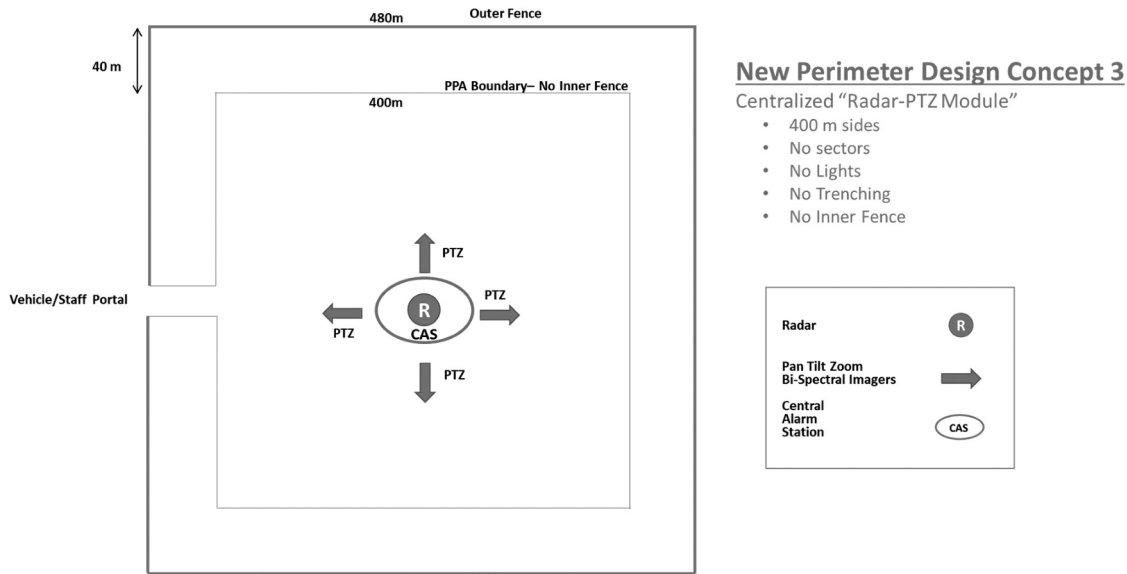 480m
Outer Fence
40 m
PPA Boundary– No Inner Fence
400m
PTZ
PTZ
Vehicle/Staff Portal
R
CAS
PTZ
PTZ
New Perimeter Design Concept 3
Centralized “Radar-PTZ Module”
• 400 m sides
• No sectors
• No Lights
• No Trenching
• No Inner Fence
Radar
R
Pan Tilt Zoom
Bi-Spectral Imagers
Central
Alarm
Station
CAS